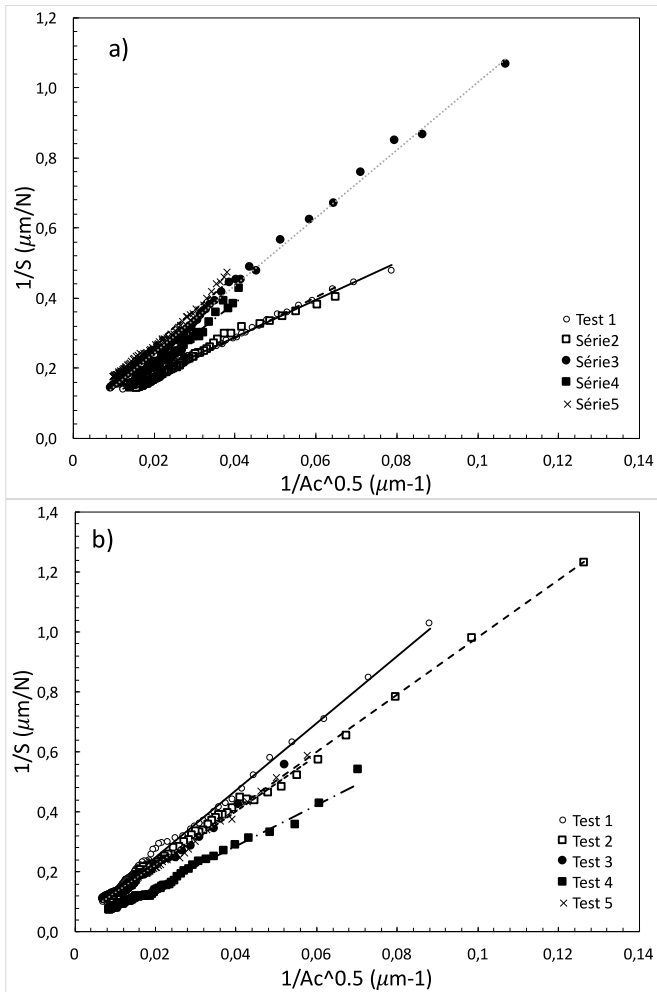 a)
1,2
1,0
0,8
0,6
0,4
0,2
0,0
1/S (μm/N)
0
0,02
0,04
0,06
0,08
0,1
0,12
0,14
1/Ac^0.5 (μm-1)
Test 1
Série2
Série3
Série4
Série5
b)
1,4
1,2
1,0
0,8
0,6
0,4
0,2
0,0
1/S (μm/N)
0
0,02
0,04
0,06
0,08
0,1
0,12
0,14
1/Ac^0.5 (μm-1)
Test 1
Test 2
Test 3
Test 4
Test 5